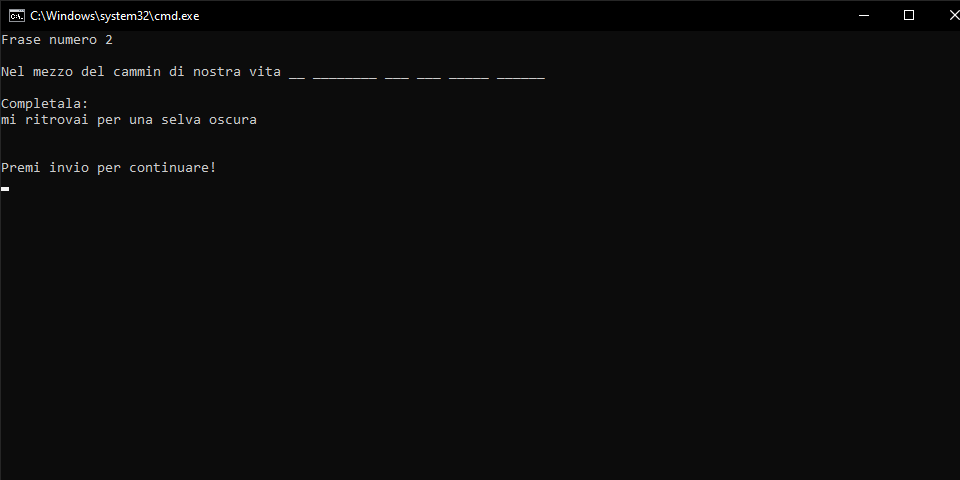 C:\Windows\system32\cmd.exe
Frase numero 2
Nel mezzo del cammin di nostra vita __ ________ ___ ___ _____ ______
Completala:
mi ritrovai per una selva oscura
Premi invio per continuare!